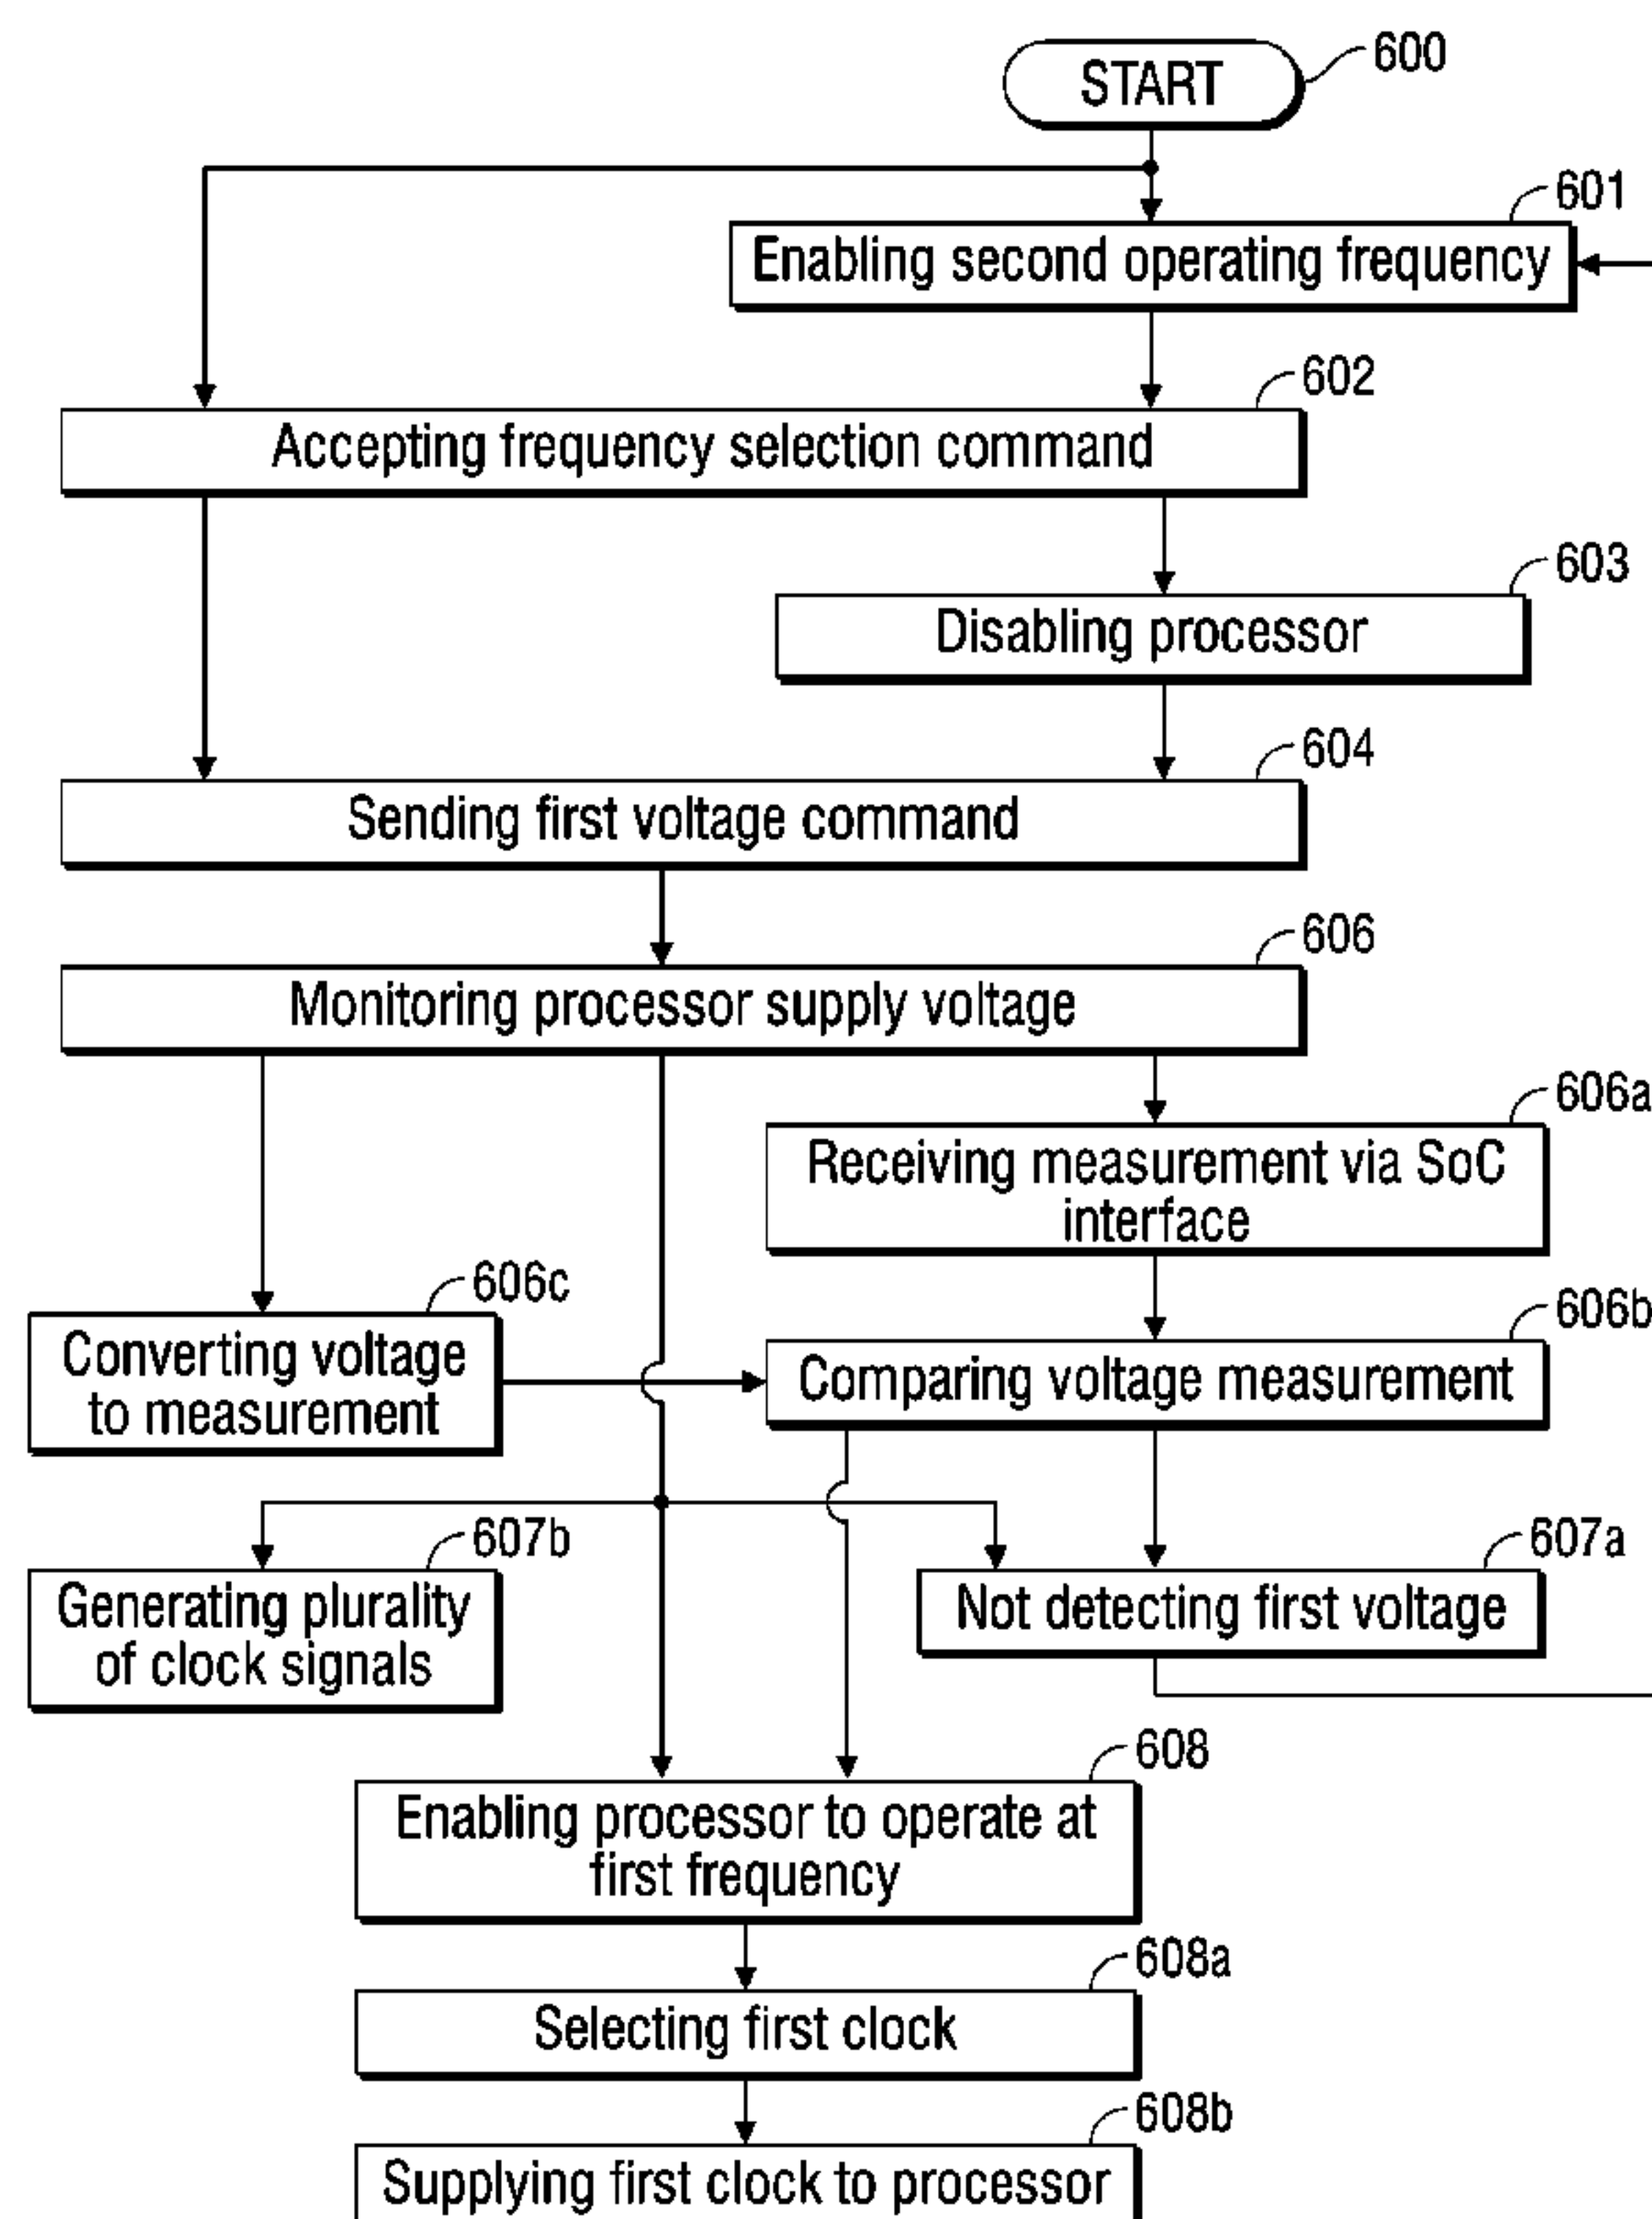 START
600
601
Enabling second operating frequency
602
Accepting frequency selection command
603
Disabling processor
604
Sending first voltage command
606
Monitoring processor supply voltage
606a
Receiving measurement via SoC
interface
606c
Converting voltage
to measurement
606b
Comparing voltage measurement
607b
Generating plurality
of clock signals
607a
Not detecting first voltage
608
Enabling processor to operate at
first frequency
608a
Selecting first clock
608b
Supplying first clock to processor